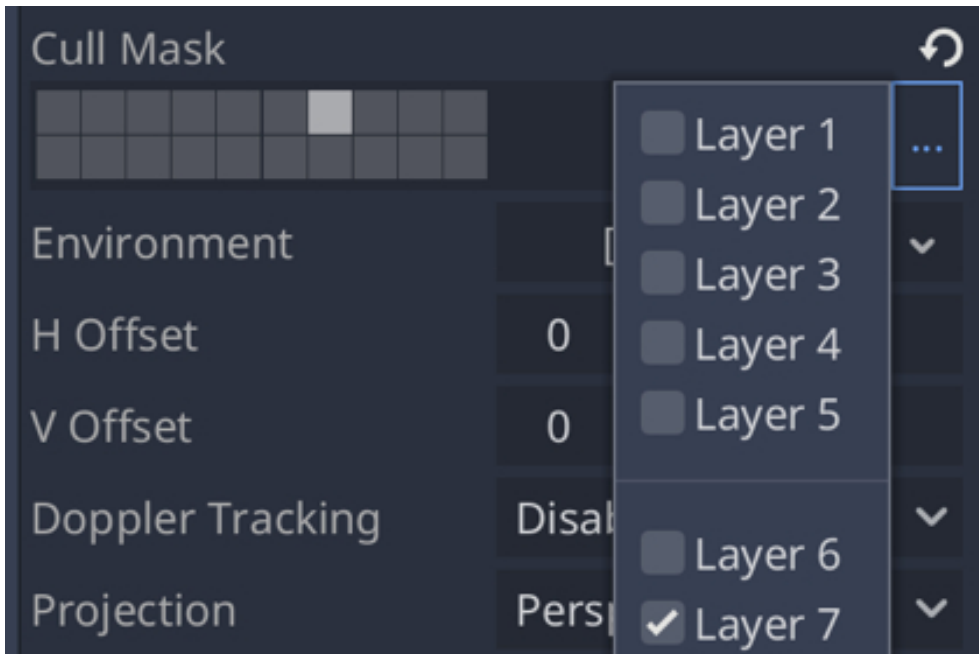 Cull Mask
...
Layer 1
Layer 2
Layer 3
Layer 4
Layer 5
Layer 6
Layer 7
Environment
H Offset 0
V Offset 0
Doppler Tracking
Projection